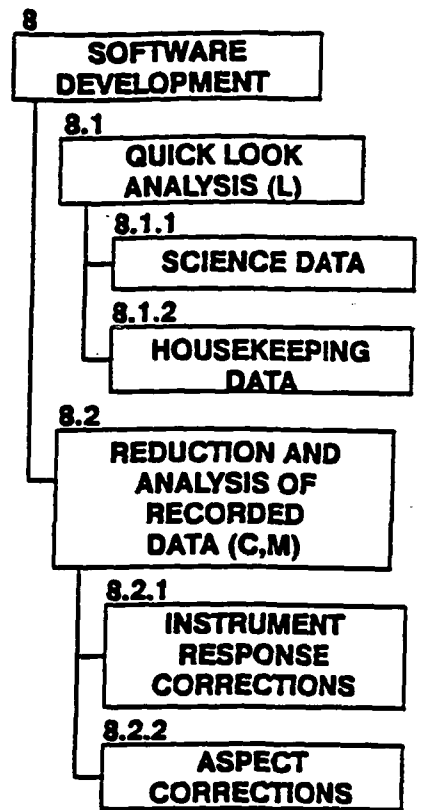 8
SOFTWARE
DEVELOPMENT
8.1
QUICK LOOK
ANALYSIS (L)
8.1.1
SCIENCE DATA
8.1.2
HOUSEKEEPING
DATA
8.2
REDUCTION AND
ANALYSIS OF
RECORDED
DATA (C,M)
8.2.1
INSTRUMENT
RESPONSE
CORRECTIONS
8.2.2
ASPECT
CORRECTIONS